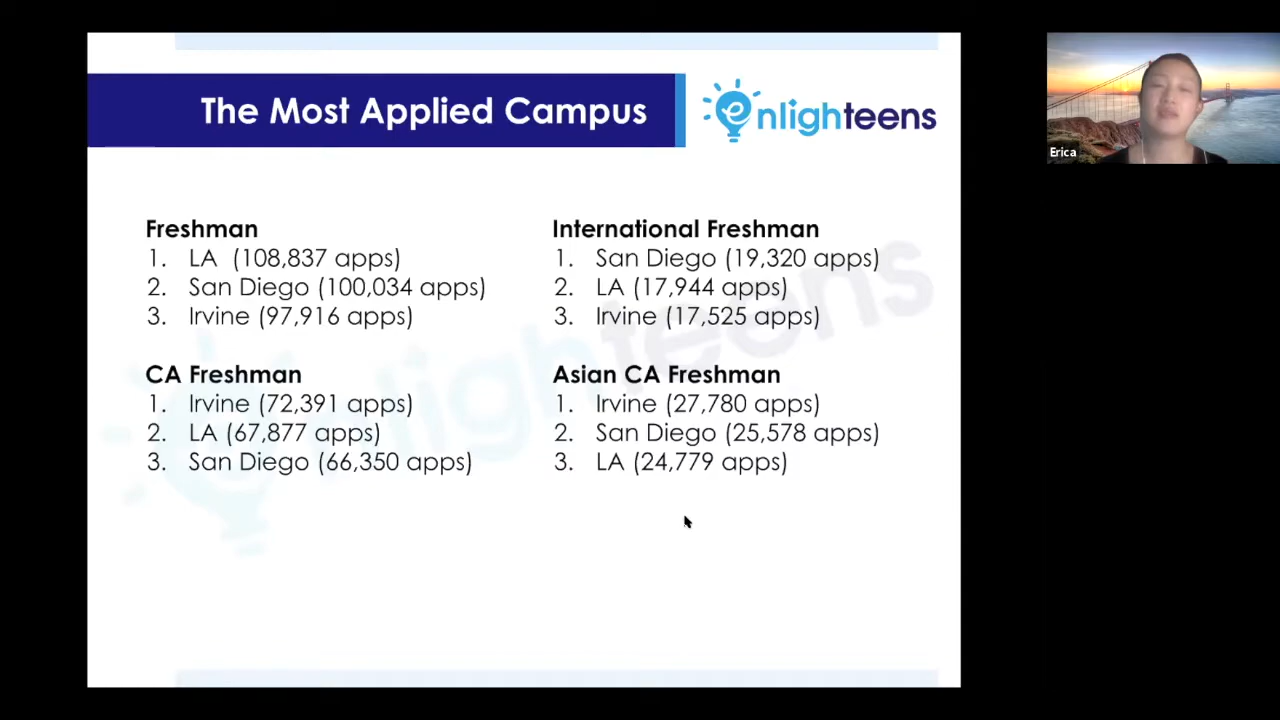 The Most Applied Campus
enlighteens
Erica
Freshman
1. LA (108,837 apps)
2. San Diego (100,034 apps)
3. Irvine (97,916 apps)
International Freshman
1. San Diego (19,320 apps)
2. LA (17,944 apps)
3. Irvine (17,525 apps)
CA Freshman
1. Irvine (72,391 apps)
2. LA (67,877 apps)
3. San Diego (66,350 apps)
Asian CA Freshman
1. Irvine (27,780 apps)
2. San Diego (25,578 apps)
3. LA (24,779 apps)
enlighteens